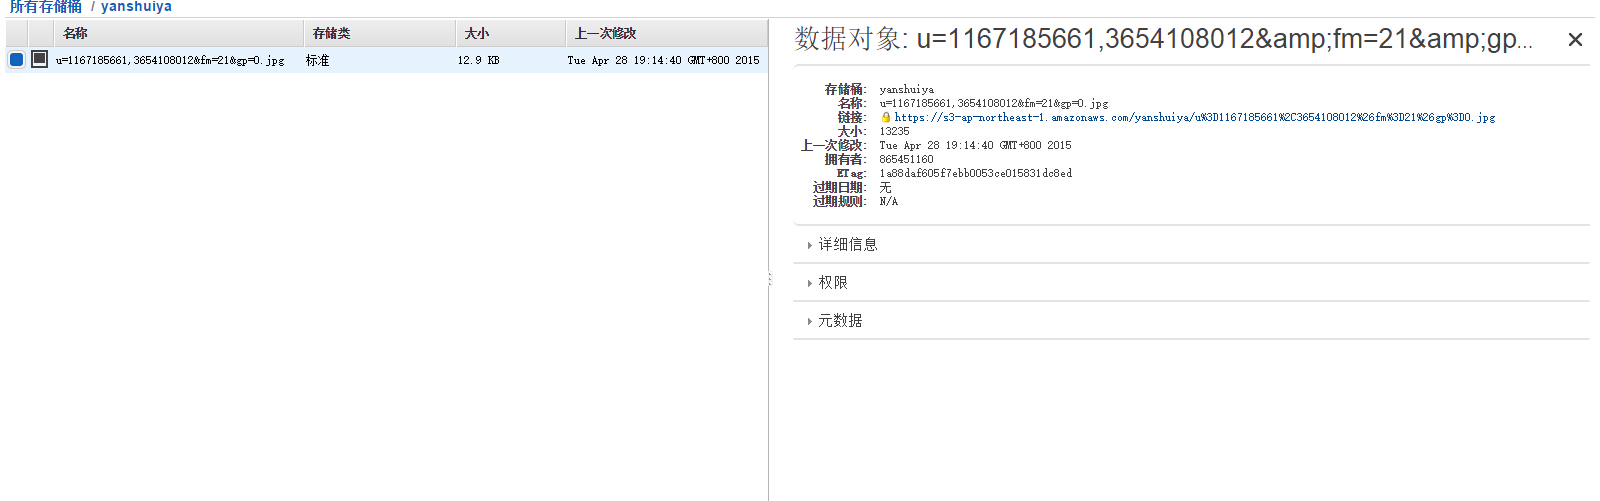 所有存储桶 / yanshuiya
名称 存储类 大小 上一次修改
u=1167185661,3654108012&fm=21&gp=0.jpg 标准 12.9 KB Tue Apr 28 19:14:40 GMT+800 2015
数据对象: u=1167185661,3654108012&amp;fm=21&amp;gp...
存储桶: yanshuiya
名称: u=1167185661,3654108012&fm=21&gp=0.jpg
链接: https://s3-ap-northeast-1.amazonaws.com/yanshuiya/u%3D1167185661%2C3654108012%26fm%3D21%26gp%3D0.jpg
大小: 13235
上一次修改: Tue Apr 28 19:14:40 GMT+800 2015
拥有者: 865451160
ETag: 1a88daf605f7ebb0053ce015831dc8ed
过期日期: 无
过期规则: N/A
详细信息
权限
元数据